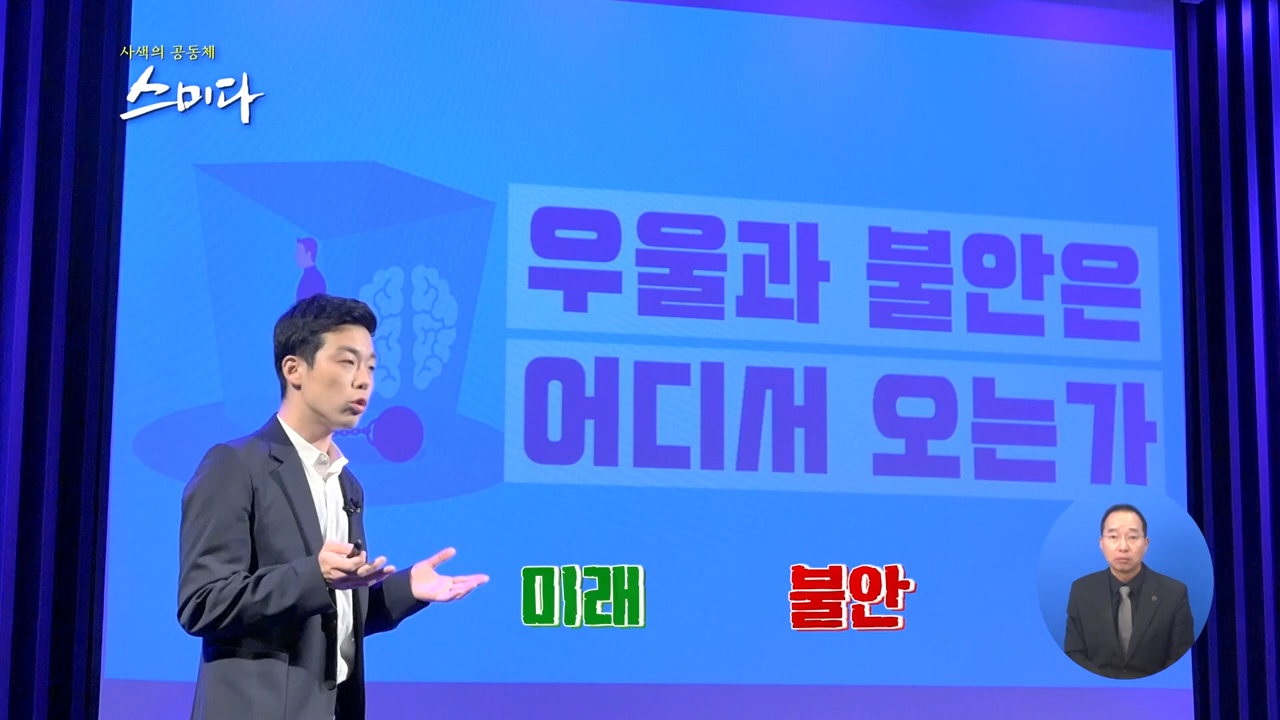 사색의 공동체
스미다
우울과 불안은
어디서 오는가
미래 불안